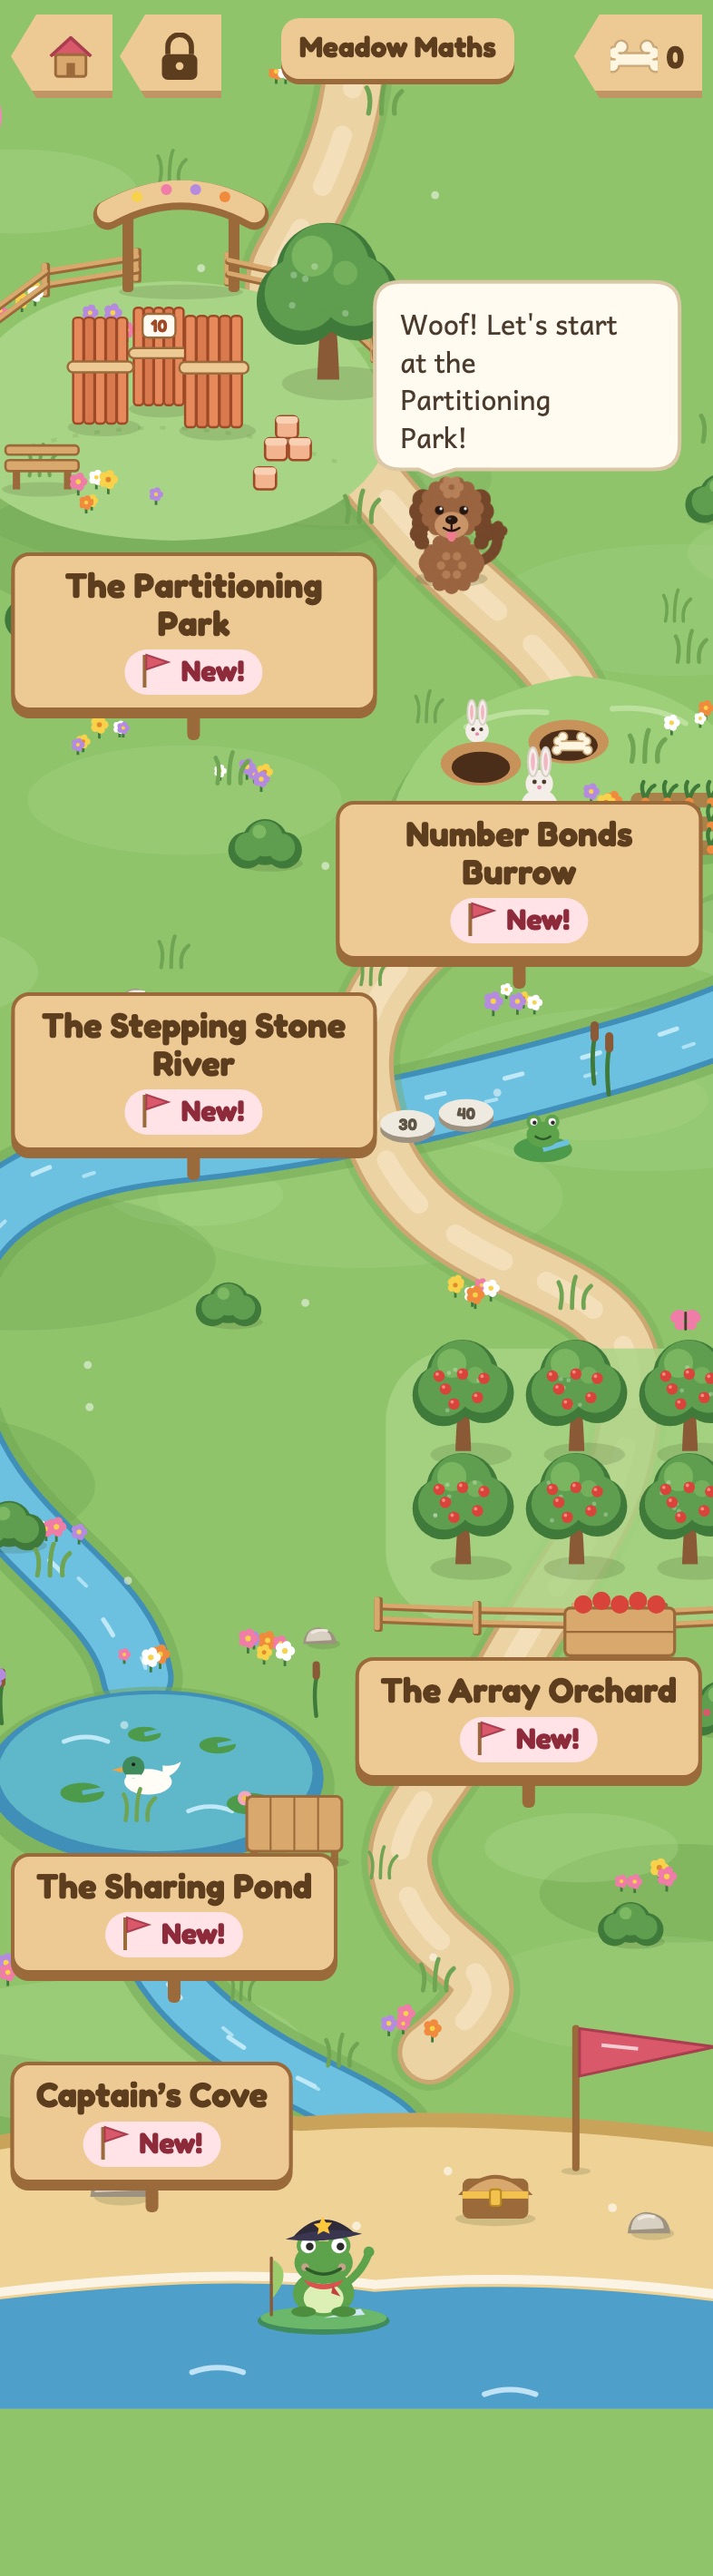 Meadow Maths
0
10
Woof! Let's start
at the
Partitioning
Park!
The Partitioning
Park
New!
Number Bonds
Burrow
New!
The Stepping Stone
River
New!
30
40
The Array Orchard
New!
The Sharing Pond
New!
Captain’s Cove
New!